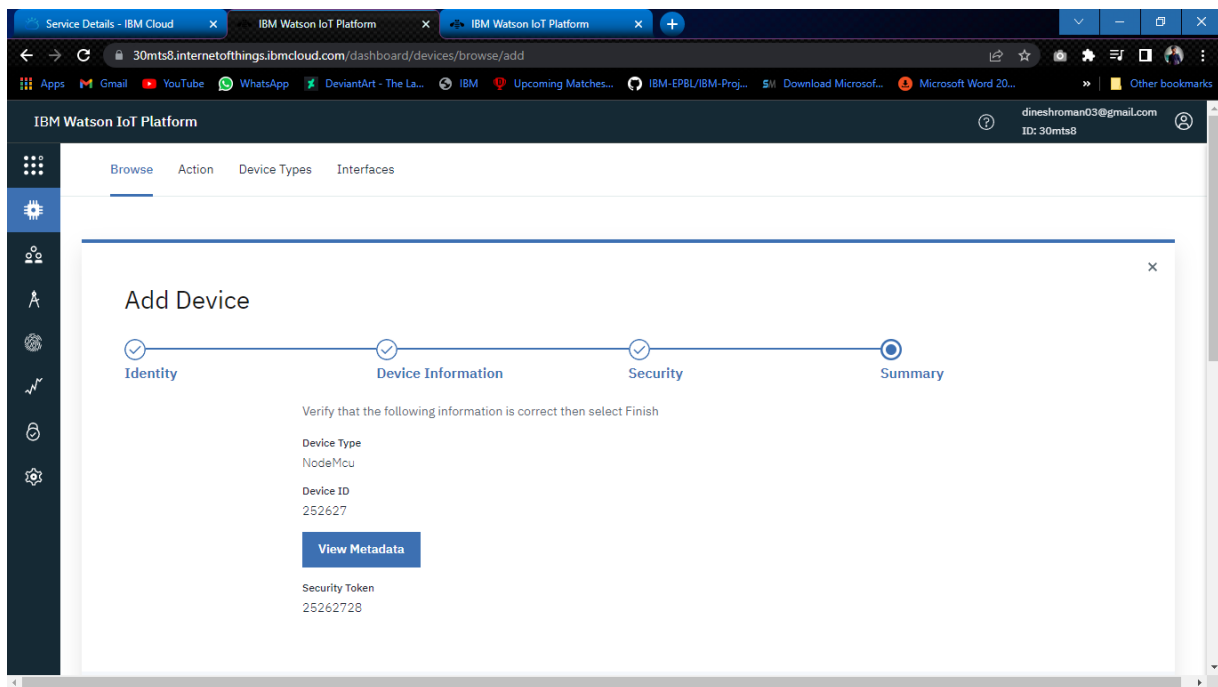 Service Details - IBM Cloud
IBM Watson IoT Platform
IBM Watson IoT Platform
30mts8.internetofthings.ibmcloud.com/dashboard/devices/browse/add
Apps Gmail YouTube WhatsApp DeviantArt - The La... IBM Upcoming Matches... IBM-EPBL/IBM-Proj... SM Download Microsof... Microsoft Word 20... » Other bookmarks
IBM Watson IoT Platform
dineshroman03@gmail.com
ID: 30mts8
Browse Action Device Types Interfaces
Add Device
Identity Device Information Security Summary
Verify that the following information is correct then select Finish
Device Type
NodeMcu
Device ID
252627
View Metadata
Security Token
25262728